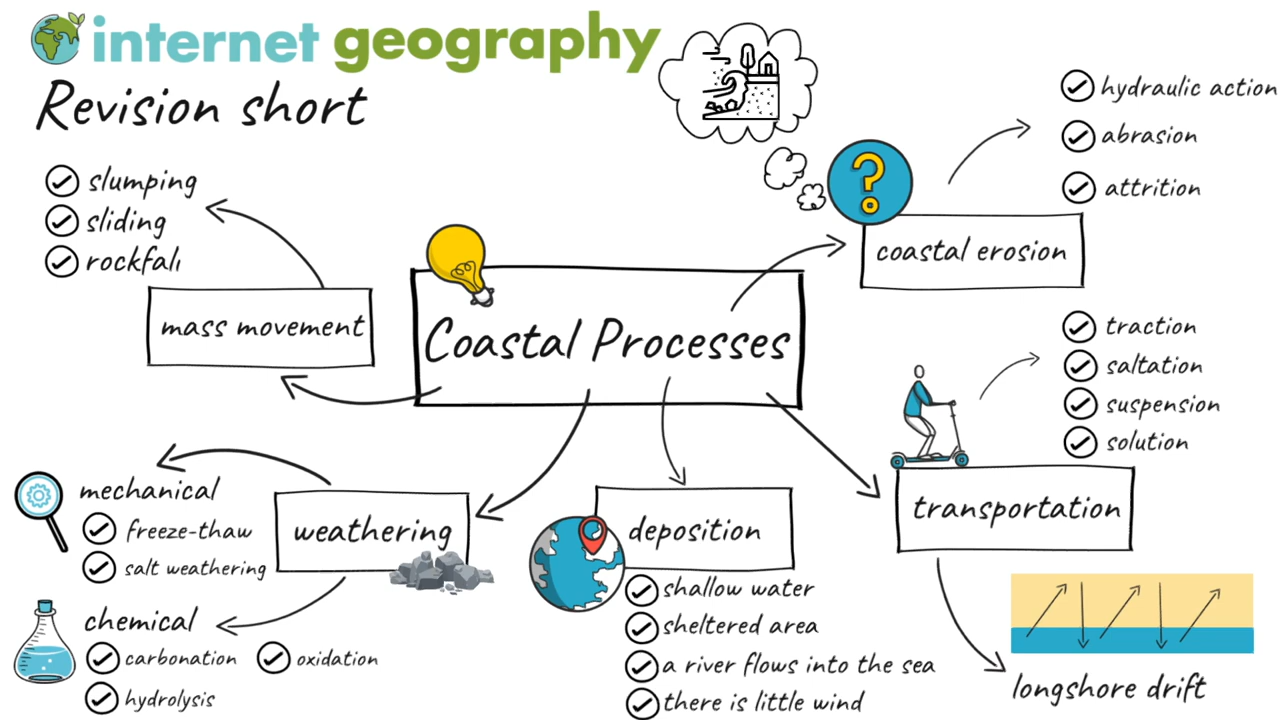 internet geography
Revision short
slumping
sliding
rockfall
mass movement
Coastal Processes
?
coastal erosion
hydraulic action
abrasion
attrition
traction
saltation
suspension
solution
transportation
longshore drift
deposition
shallow water
sheltered area
a river flows into the sea
there is little wind
weathering
mechanical
freeze-thaw
salt weathering
chemical
carbonation
oxidation
hydrolysis